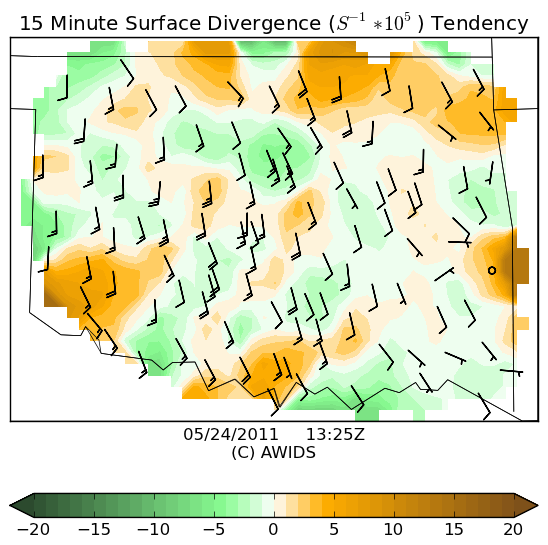 15 Minute Surface Divergence (S⁻¹ *10⁵ ) Tendency
05/24/2011 13:25Z
(C) AWIDS
−20 −15 −10 −5 0 5 10 15 20